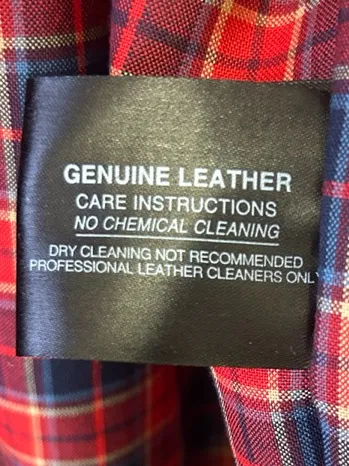 GENUINE LEATHER
CARE INSTRUCTIONS
NO CHEMICAL CLEANING
DRY CLEANING NOT RECOMMENDED
PROFESSIONAL LEATHER CLEANERS ONLY